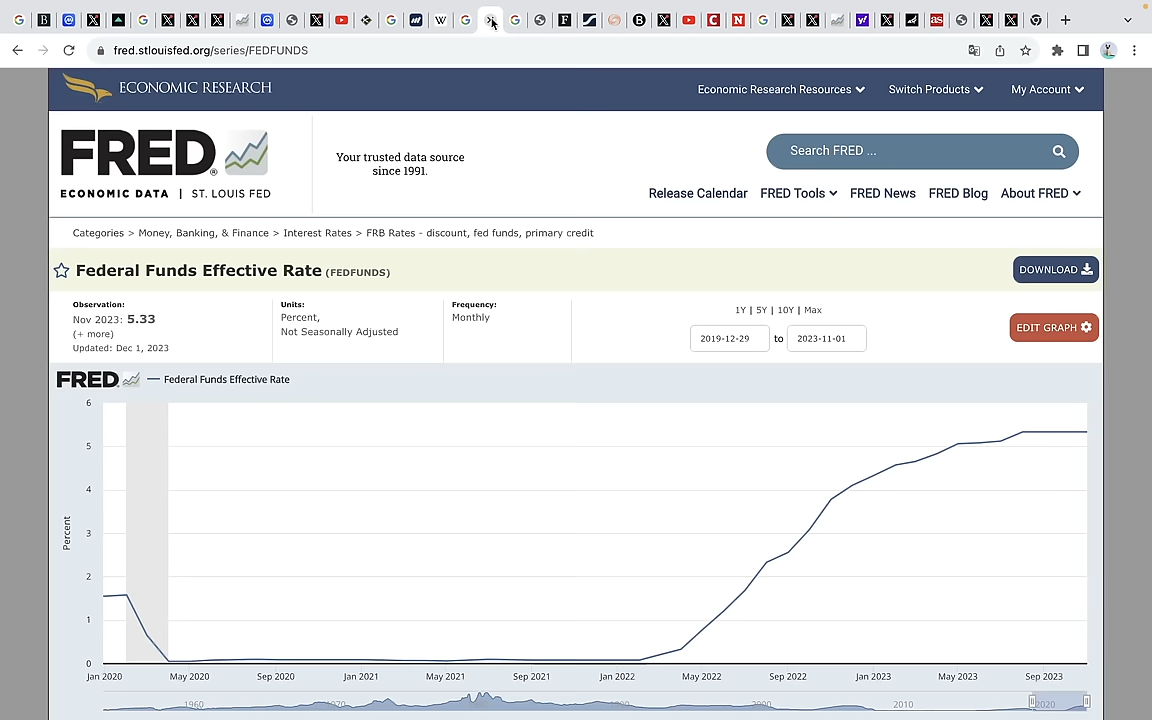 fred.stlouisfed.org/series/FEDFUNDS
ECONOMIC RESEARCH
Economic Research Resources Switch Products My Account
FRED®
ECONOMIC DATA | ST. LOUIS FED
Your trusted data source
since 1991.
Search FRED ...
Release Calendar FRED Tools FRED News FRED Blog About FRED
Categories > Money, Banking, & Finance > Interest Rates > FRB Rates - discount, fed funds, primary credit
Federal Funds Effective Rate (FEDFUNDS)
DOWNLOAD
Observation:
Nov 2023: 5.33
(+ more)
Updated: Dec 1, 2023
Units:
Percent,
Not Seasonally Adjusted
Frequency:
Monthly
1Y | 5Y | 10Y | Max
2019-12-29 to 2023-11-01
EDIT GRAPH
FRED — Federal Funds Effective Rate
Percent
6
5
4
3
2
1
0
Jan 2020 May 2020 Sep 2020 Jan 2021 May 2021 Sep 2021 Jan 2022 May 2022 Sep 2022 Jan 2023 May 2023 Sep 2023
1960 1970 2000 2010 2020